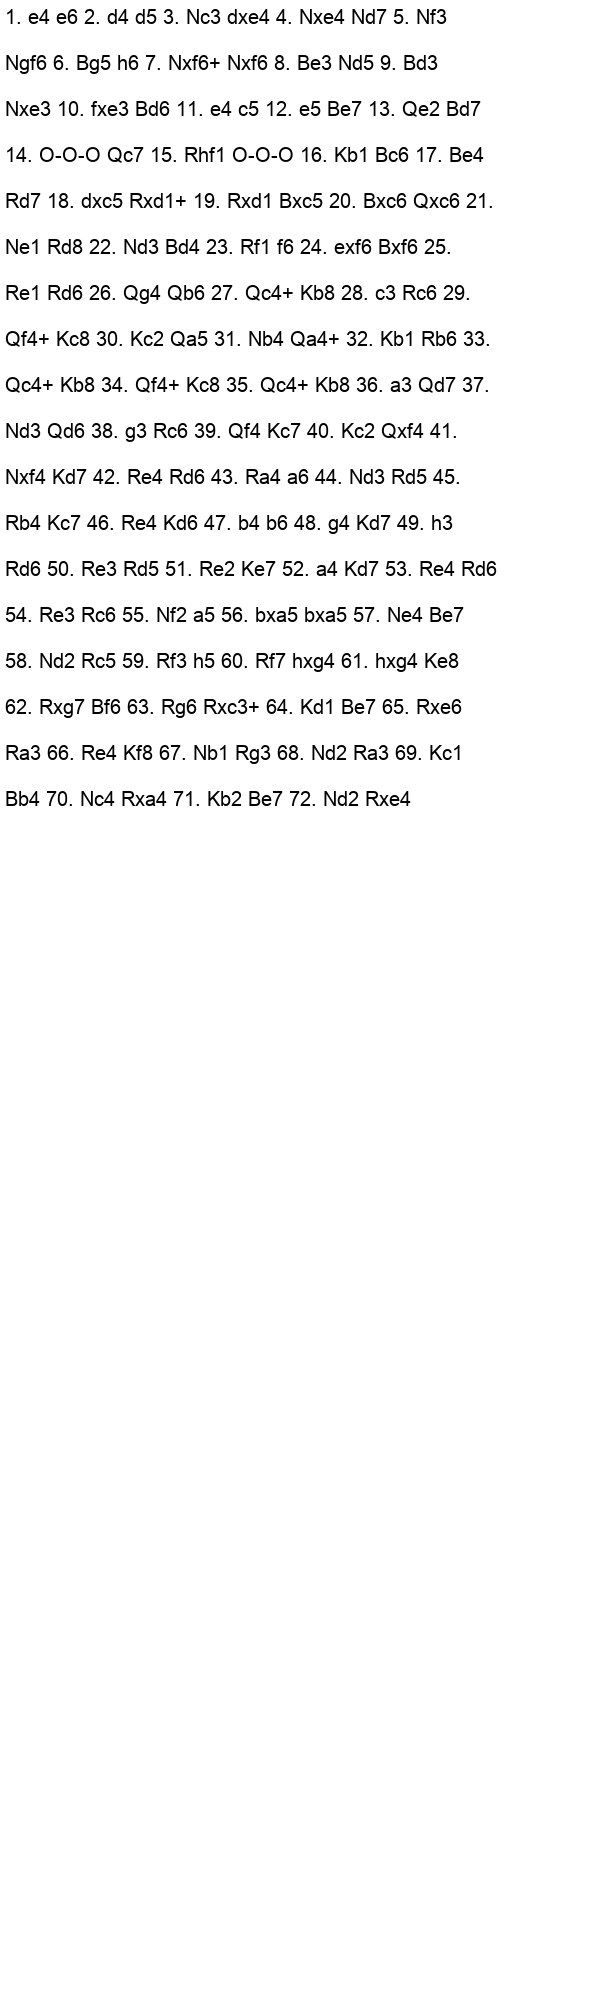 1. e4 e6 2. d4 d5 3. Nc3 dxe4 4. Nxe4 Nd7 5. Nf3
Ngf6 6. Bg5 h6 7. Nxf6+ Nxf6 8. Be3 Nd5 9. Bd3
Nxe3 10. fxe3 Bd6 11. e4 c5 12. e5 Be7 13. Qe2 Bd7
14. O-O-O Qc7 15. Rhf1 O-O-O 16. Kb1 Bc6 17. Be4
Rd7 18. dxc5 Rxd1+ 19. Rxd1 Bxc5 20. Bxc6 Qxc6 21.
Ne1 Rd8 22. Nd3 Bd4 23. Rf1 f6 24. exf6 Bxf6 25.
Re1 Rd6 26. Qg4 Qb6 27. Qc4+ Kb8 28. c3 Rc6 29.
Qf4+ Kc8 30. Kc2 Qa5 31. Nb4 Qa4+ 32. Kb1 Rb6 33.
Qc4+ Kb8 34. Qf4+ Kc8 35. Qc4+ Kb8 36. a3 Qd7 37.
Nd3 Qd6 38. g3 Rc6 39. Qf4 Kc7 40. Kc2 Qxf4 41.
Nxf4 Kd7 42. Re4 Rd6 43. Ra4 a6 44. Nd3 Rd5 45.
Rb4 Kc7 46. Re4 Kd6 47. b4 b6 48. g4 Kd7 49. h3
Rd6 50. Re3 Rd5 51. Re2 Ke7 52. a4 Kd7 53. Re4 Rd6
54. Re3 Rc6 55. Nf2 a5 56. bxa5 bxa5 57. Ne4 Be7
58. Nd2 Rc5 59. Rf3 h5 60. Rf7 hxg4 61. hxg4 Ke8
62. Rxg7 Bf6 63. Rg6 Rxc3+ 64. Kd1 Be7 65. Rxe6
Ra3 66. Re4 Kf8 67. Nb1 Rg3 68. Nd2 Ra3 69. Kc1
Bb4 70. Nc4 Rxa4 71. Kb2 Be7 72. Nd2 Rxe4